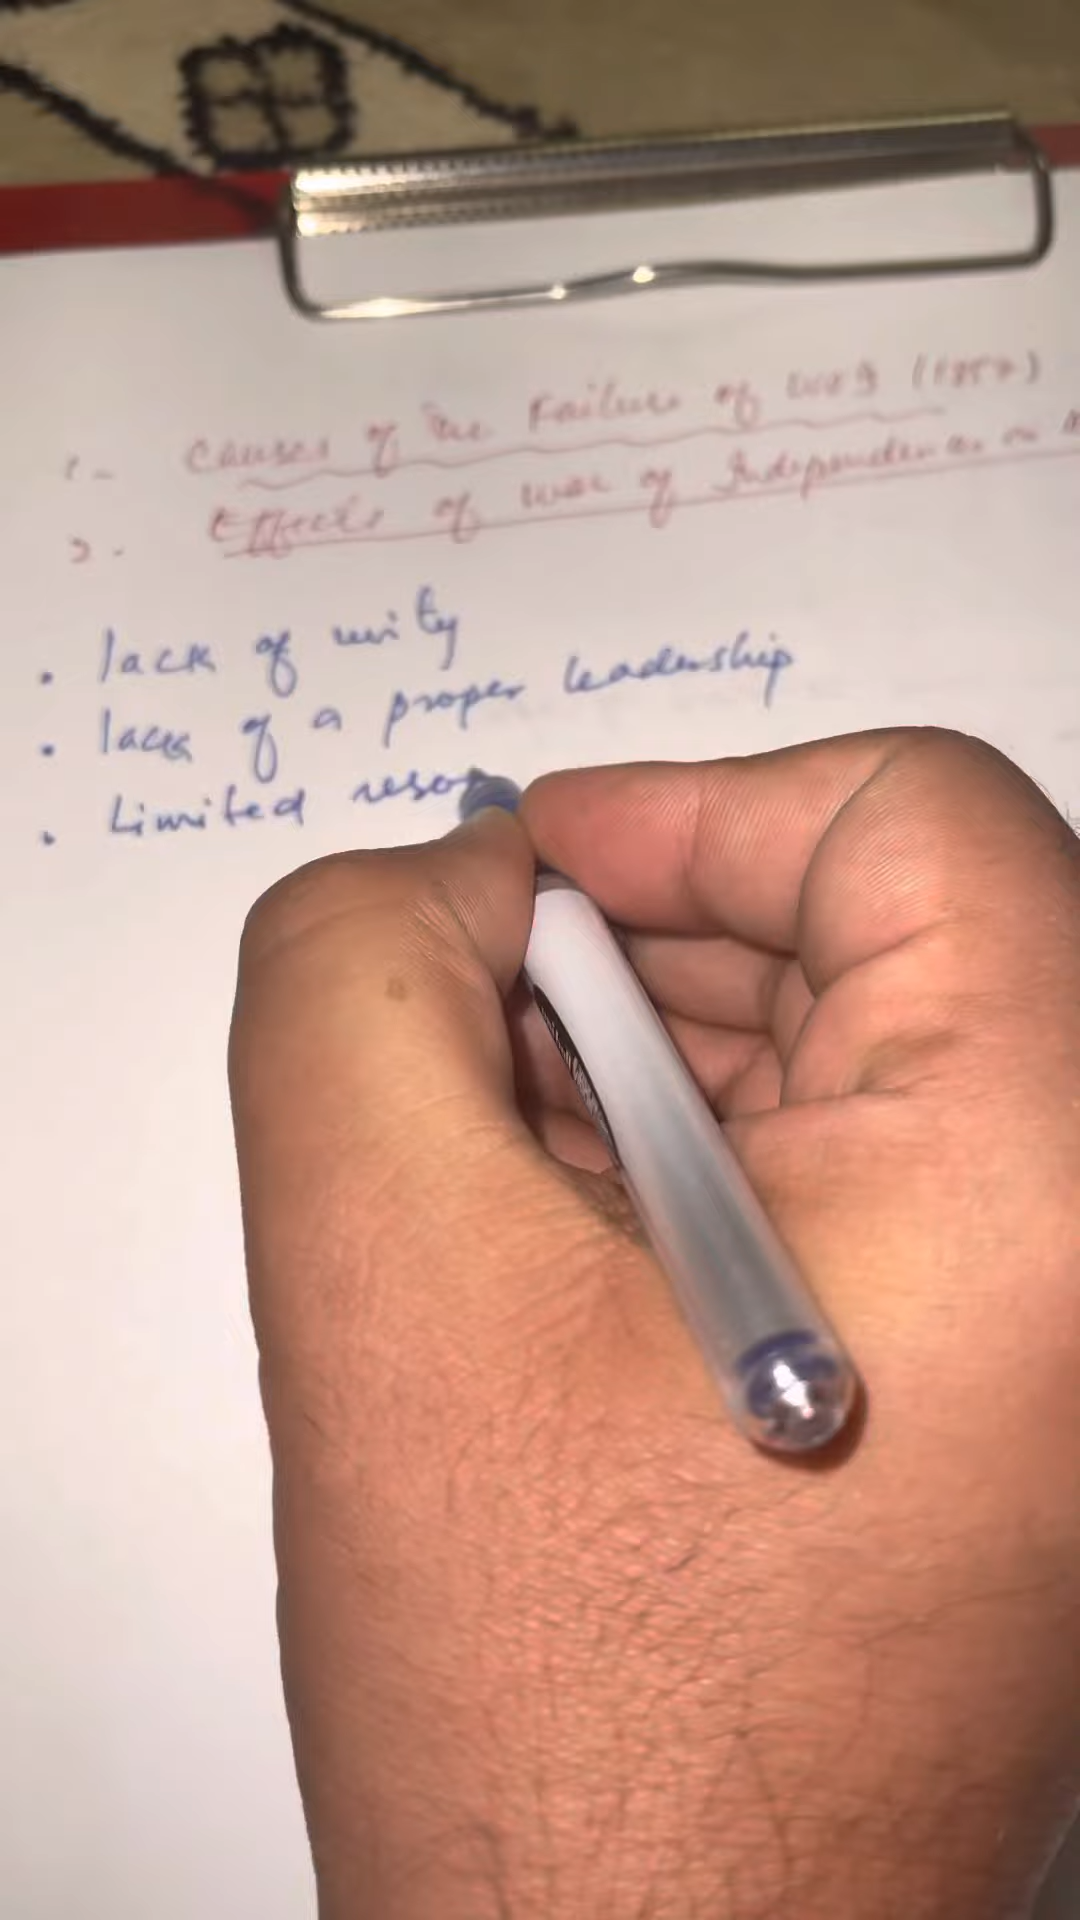 1- Causes of the Failure of WOI (1857)
2. Effects of war of Independence on
. lack of unity
. lack of a proper leadership
. Limited resou